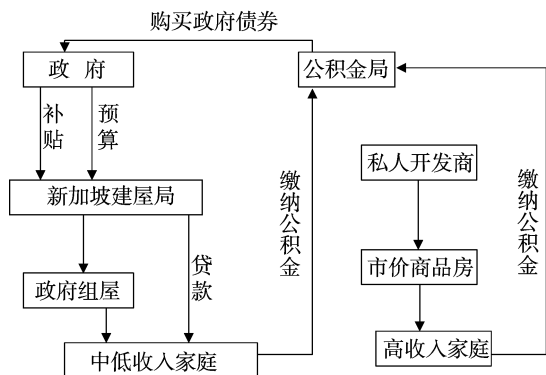 购买政府债券
政 府
公积金局
补贴
预算
私人开发商
新加坡建屋局
缴纳公积金
缴纳公积金
贷款
市价商品房
政府组屋
高收入家庭
中低收入家庭